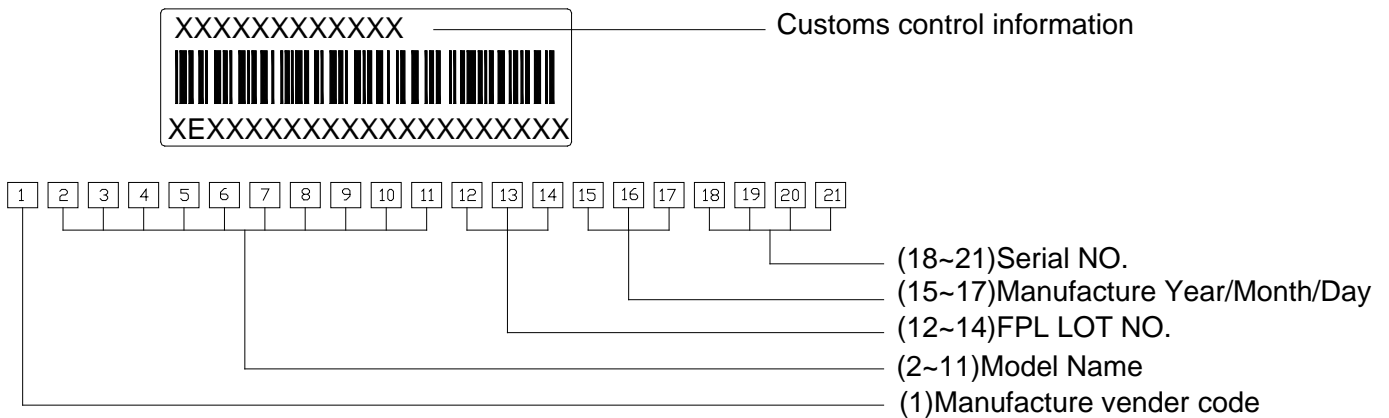 XXXXXXXXXXXX Customs control information
XEXXXXXXXXXXXXXXXXXXX
1 2 3 4 5 6 7 8 9 10 11 12 13 14 15 16 17 18 19 20 21
(18~21)Serial NO.
(15~17)Manufacture Year/Month/Day
(12~14)FPL LOT NO.
(2~11)Model Name
(1)Manufacture vender code